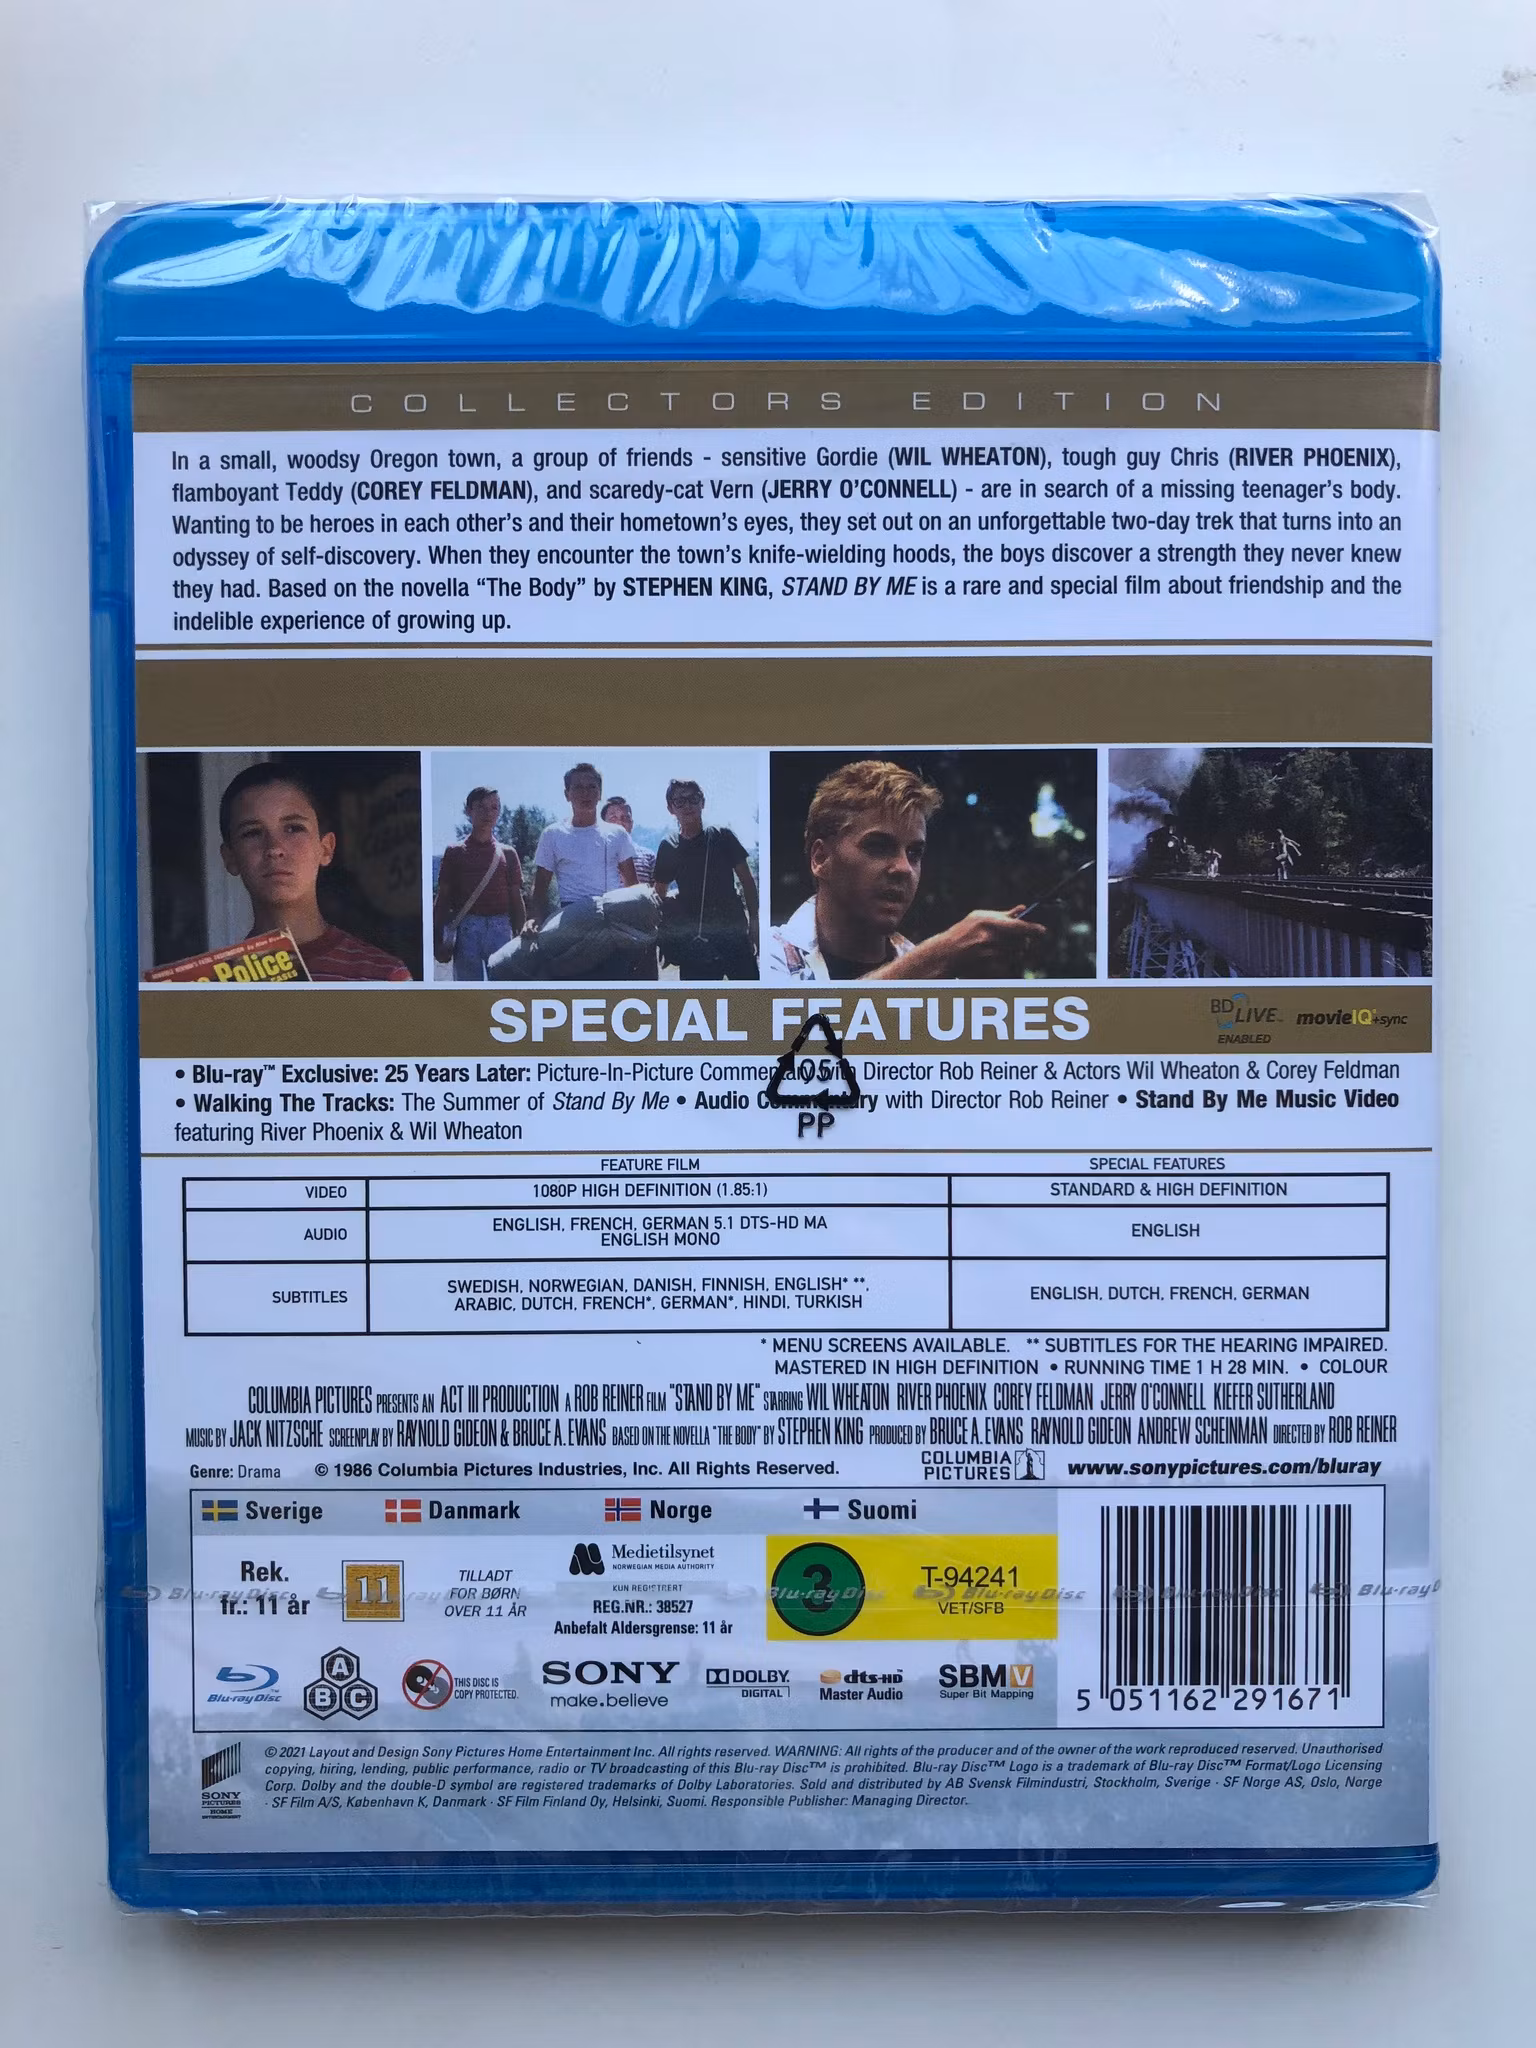 COLLECTORS EDITION
In a small, woodsy Oregon town, a group of friends - sensitive Gordie (WIL WHEATON), tough guy Chris (RIVER PHOENIX),
flamboyant Teddy (COREY FELDMAN), and scaredy-cat Vern (JERRY O'CONNELL) - are in search of a missing teenager's body.
Wanting to be heroes in each other's and their hometown's eyes, they set out on an unforgettable two-day trek that turns into an
odyssey of self-discovery. When they encounter the town's knife-wielding hoods, the boys discover a strength they never knew
they had. Based on the novella “The Body” by STEPHEN KING, STAND BY ME is a rare and special film about friendship and the
indelible experience of growing up.
Police
CASES
SPECIAL FEATURES
BD LIVE™ ENABLED
movieIQ+sync
• Blu-ray™ Exclusive: 25 Years Later: Picture-In-Picture Commentary with Director Rob Reiner & Actors Wil Wheaton & Corey Feldman
• Walking The Tracks: The Summer of Stand By Me • Audio Commentary with Director Rob Reiner • Stand By Me Music Video
featuring River Phoenix & Wil Wheaton
05
PP
FEATURE FILM SPECIAL FEATURES
VIDEO 1080P HIGH DEFINITION (1.85:1) STANDARD & HIGH DEFINITION
AUDIO ENGLISH, FRENCH, GERMAN 5.1 DTS-HD MA
ENGLISH MONO
ENGLISH
SUBTITLES SWEDISH, NORWEGIAN, DANISH, FINNISH, ENGLISH* **,
ARABIC, DUTCH, FRENCH*, GERMAN*, HINDI, TURKISH
ENGLISH, DUTCH, FRENCH, GERMAN
* MENU SCREENS AVAILABLE. ** SUBTITLES FOR THE HEARING IMPAIRED.
MASTERED IN HIGH DEFINITION • RUNNING TIME 1 H 28 MIN. • COLOUR
COLUMBIA PICTURES PRESENTS AN ACT III PRODUCTION A ROB REINER FILM "STAND BY ME" STARRING WIL WHEATON RIVER PHOENIX COREY FELDMAN JERRY O'CONNELL KIEFER SUTHERLAND
MUSIC BY JACK NITZSCHE SCREENPLAY BY RAYNOLD GIDEON & BRUCE A. EVANS BASED ON THE NOVELLA "THE BODY" BY STEPHEN KING PRODUCED BY BRUCE A. EVANS RAYNOLD GIDEON ANDREW SCHEINMAN DIRECTED BY ROB REINER
Genre: Drama © 1986 Columbia Pictures Industries, Inc. All Rights Reserved. COLUMBIA PICTURES www.sonypictures.com/bluray
Sverige Danmark Norge Suomi
Rek.
fr.: 11 år
11
TILLADT
FOR BØRN
OVER 11 ÅR
Medietilsynet
NORWEGIAN MEDIA AUTHORITY
KUN REGISTRERT
REG.NR.: 38527
Anbefalt Aldersgrense: 11 år
3
T-94241
VET/SFB
Blu-ray Disc Blu-ray Disc Blu-ray Disc Blu-ray Disc Blu-ray D
Blu-ray Disc™
A
B C
THIS DISC IS
COPY PROTECTED.
SONY
make.believe
DOLBY
DIGITAL
dts-HD™
Master Audio
SBMV
Super Bit Mapping
5 051162 291671
SONY
PICTURES
HOME
ENTERTAINMENT
© 2021 Layout and Design Sony Pictures Home Entertainment Inc. All rights reserved. WARNING: All rights of the producer and of the owner of the work reproduced reserved. Unauthorised
copying, hiring, lending, public performance, radio or TV broadcasting of this Blu-ray Disc™ is prohibited. Blu-ray Disc™ Logo is a trademark of Blu-ray Disc™ Format/Logo Licensing
Corp. Dolby and the double-D symbol are registered trademarks of Dolby Laboratories. Sold and distributed by AB Svensk Filmindustri, Stockholm, Sverige · SF Norge AS, Oslo, Norge
· SF Film A/S, København K, Danmark · SF Film Finland Oy, Helsinki, Suomi. Responsible Publisher: Managing Director.